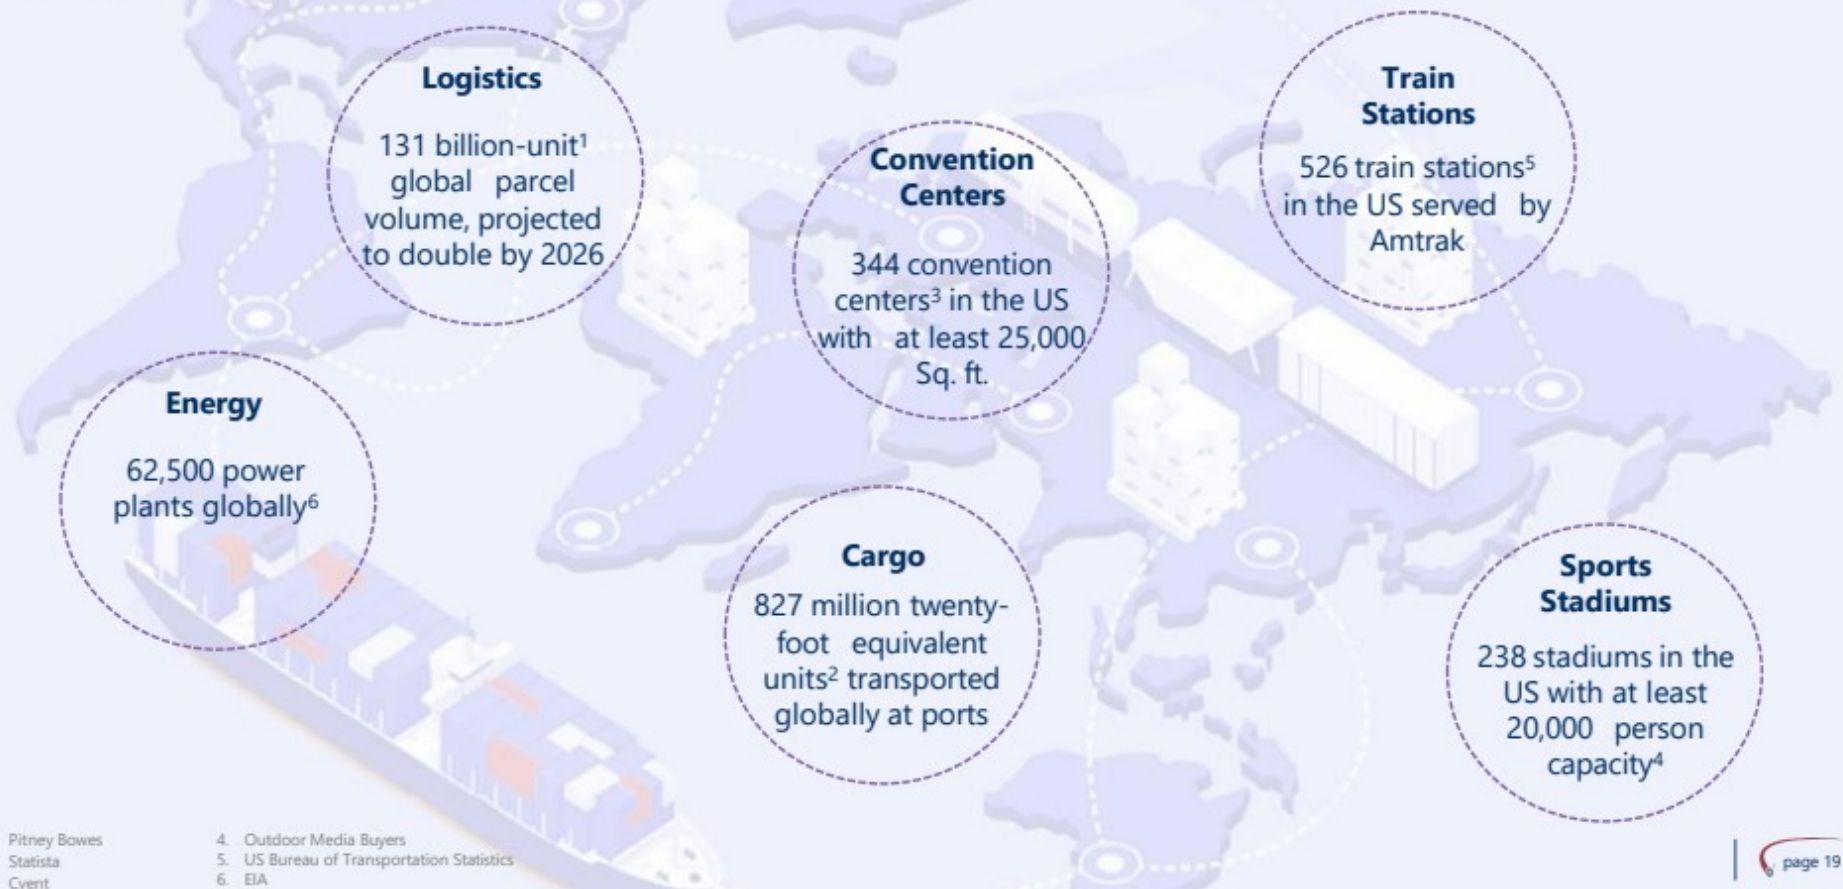 Logistics
131 billion-unit¹
global parcel
volume, projected
to double by 2026
Convention
Centers
344 convention
centers³ in the US
with at least 25,000
Sq. ft.
Train
Stations
526 train stations⁵
in the US served by
Amtrak
Energy
62,500 power
plants globally⁶
Cargo
827 million twenty-
foot equivalent
units² transported
globally at ports
Sports
Stadiums
238 stadiums in the
US with at least
20,000 person
capacity⁴
Pitney Bowes
Statista
Cvent
4. Outdoor Media Buyers
5. US Bureau of Transportation Statistics
6. EIA
page 19